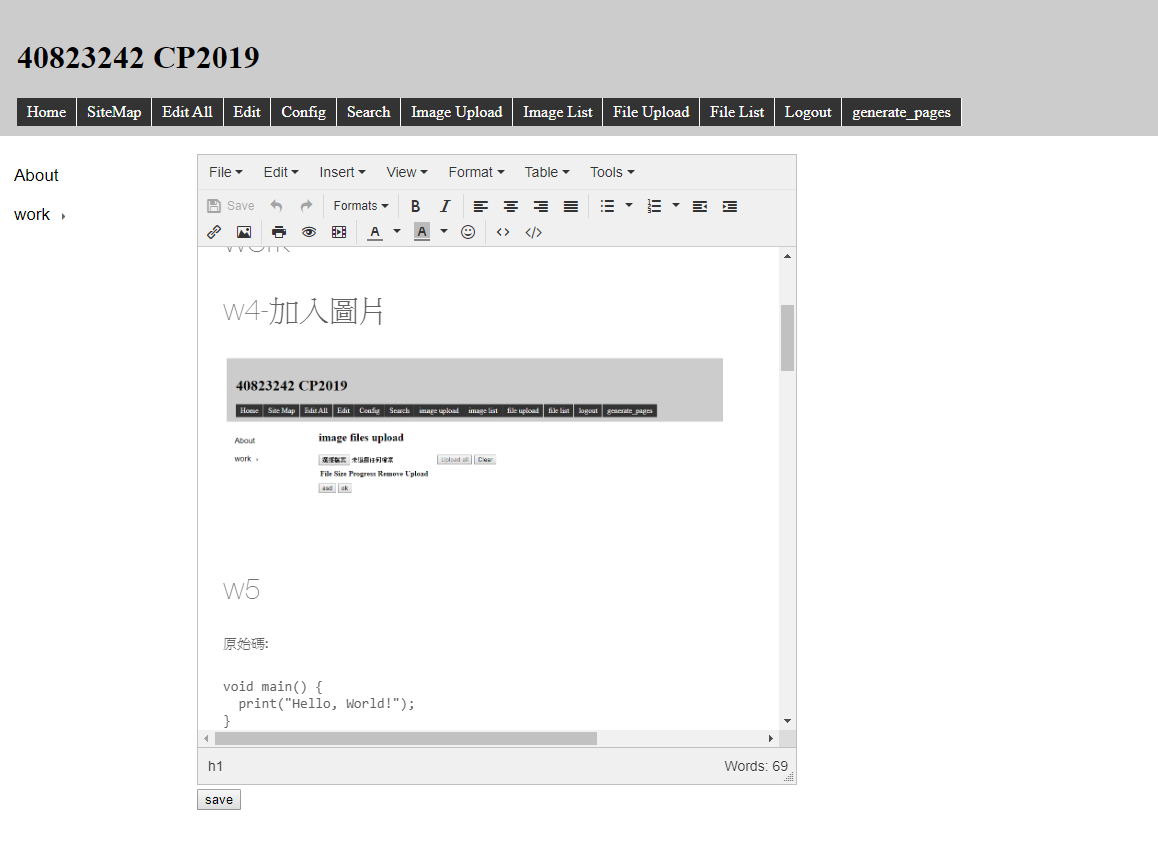 40823242 CP2019
Home SiteMap Edit All Edit Config Search Image Upload Image List File Upload File List Logout generate_pages
About
work
File Edit Insert View Format Table Tools
Save Formats B I
A A
work
w4-加入圖片
40823242 CP2019
Home Site Map Edit All Edit Config Search image upload image list file upload file list logout generate_pages
About
image files upload
work
選擇檔案 未選擇任何檔案 Upload all Clear
File Size Progress Remove Upload
add ok
w5
原始碼:
void main() {
print("Hello, World!");
}
h1 Words: 69
save